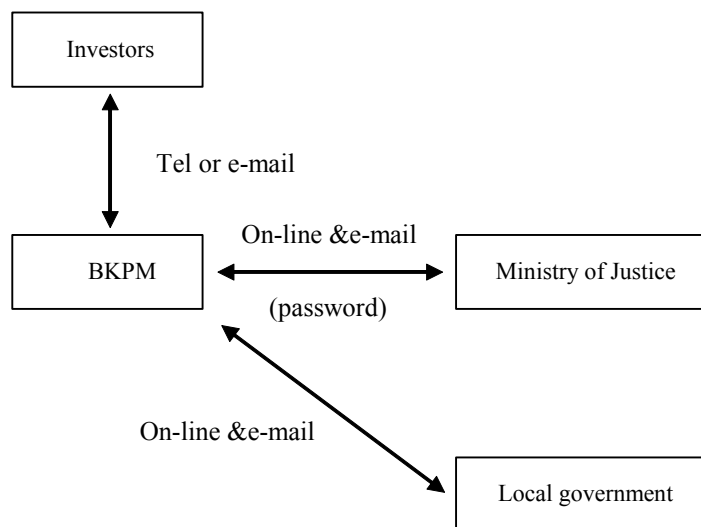 Investors
Tel or e-mail
On-line &e-mail
BKPM
Ministry of Justice
(password)
On-line &e-mail
Local government